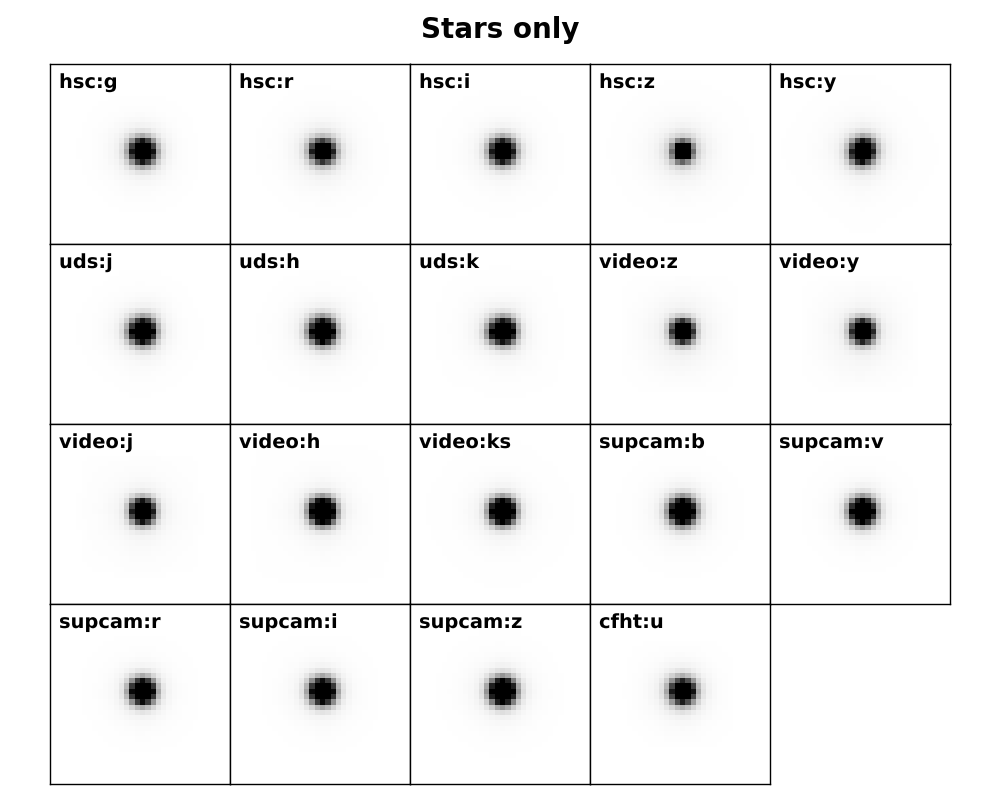 Stars only
hsc:g hsc:r hsc:i hsc:z hsc:y
uds:j uds:h uds:k video:z video:y
video:j video:h video:ks supcam:b supcam:v
supcam:r supcam:i supcam:z cfht:u